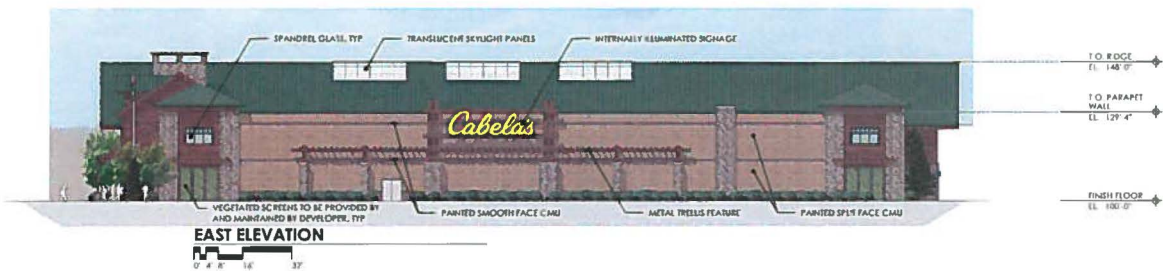 SPANDREL GLASS, TYP
TRANSLUCENT SKYLIGHT PANELS
INTERNALLY ILLUMINATED SIGNAGE
T.O. RIDGE
EL. 148'-0"
T.O. PARAPET
WALL
EL. 129'-4"
Cabela's
FINISH FLOOR
EL. 100'-0"
VEGETATED SCREENS TO BE PROVIDED BY
AND MAINTAINED BY DEVELOPER, TYP
PAINTED SMOOTH FACE CMU
METAL TRELLIS FEATURE
PAINTED SPLIT FACE CMU
EAST ELEVATION
0' 4' 8' 16' 32'